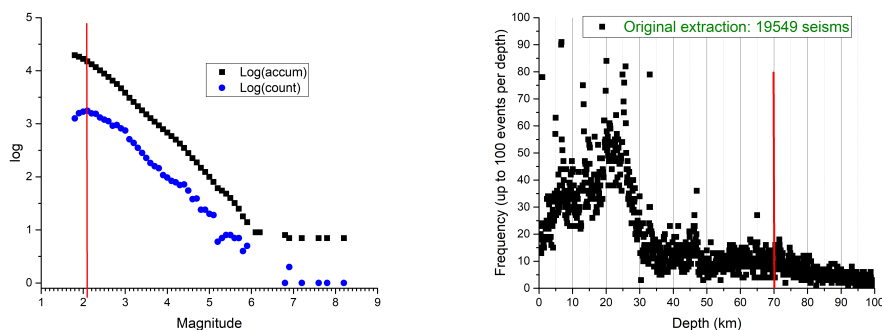 5
4
3
2
1
0
log
1 2 3 4 5 6 7 8 9
Magnitude
Log(accum)
Log(count)
100
90
80
70
60
50
40
30
20
10
0
Frequency (up to 100 events per depth)
0 10 20 30 40 50 60 70 80 90 100
Depth (km)
Original extraction: 19549 seisms